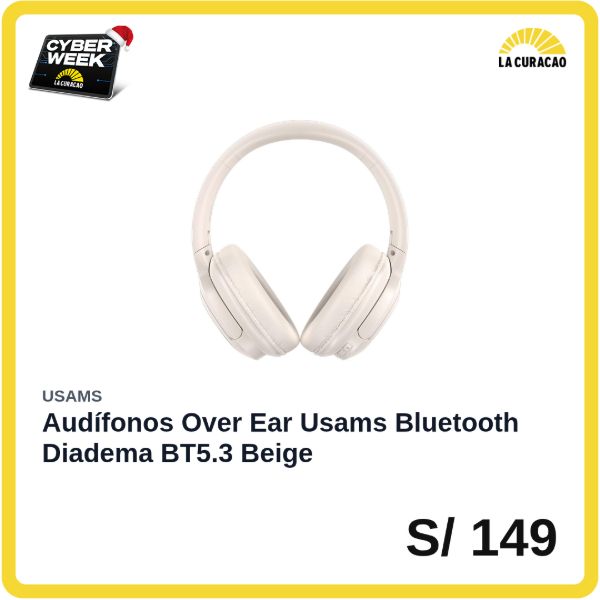 CYBER
WEEK
LA CURACAO
LA CURACAO
USAMS
Audífonos Over Ear Usams Bluetooth
Diadema BT5.3 Beige
S/ 149